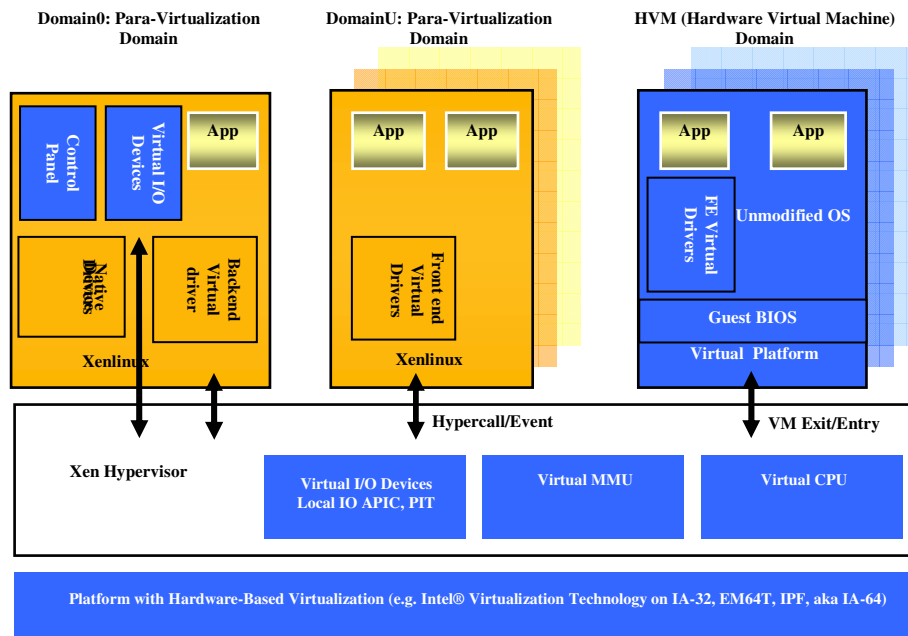 Domain0: Para-Virtualization
Domain
DomainU: Para-Virtualization
Domain
HVM (Hardware Virtual Machine)
Domain
Control
Panel
Virtual I/O
Devices
App
Native
Drivers
Backend
Virtual
driver
Xenlinux
App
App
Front end
Virtual
Drivers
Xenlinux
App
App
FE Virtual
Drivers
Unmodified OS
Guest BIOS
Virtual Platform
Hypercall/Event
VM Exit/Entry
Xen Hypervisor
Virtual I/O Devices
Local IO APIC, PIT
Virtual MMU
Virtual CPU
Platform with Hardware-Based Virtualization (e.g. Intel® Virtualization Technology on IA-32, EM64T, IPF, aka IA-64)